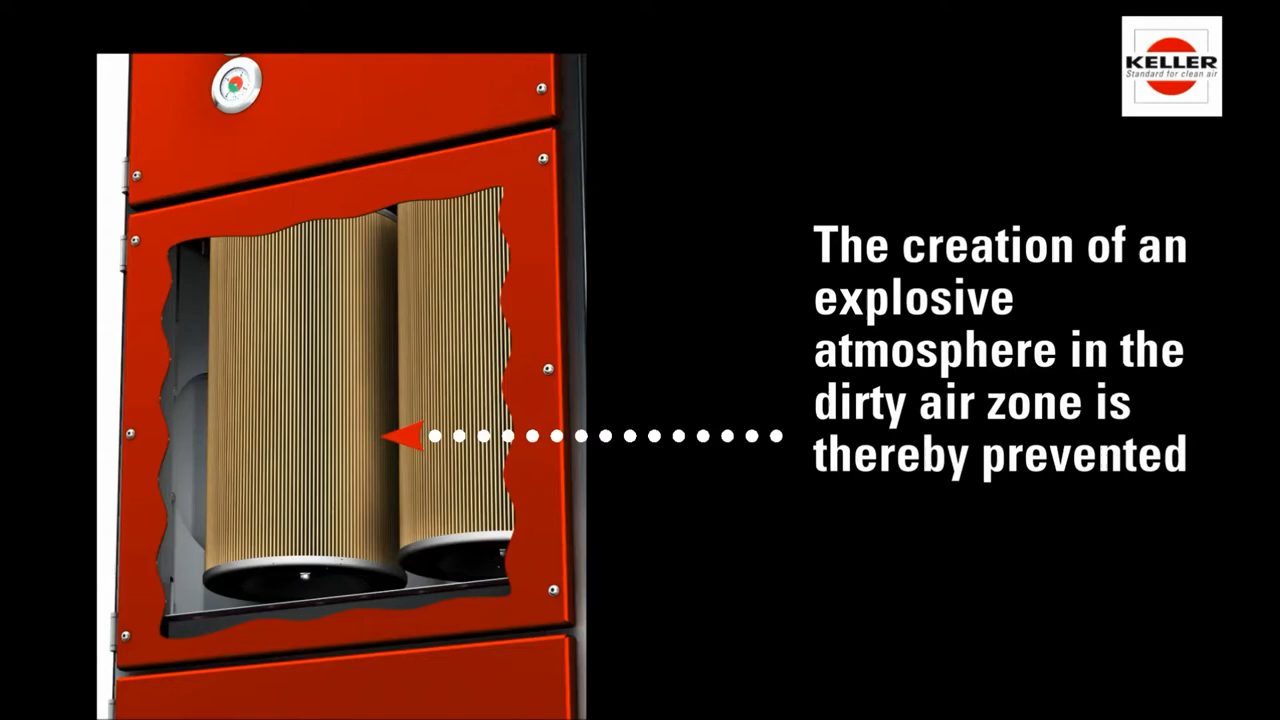 KELLER
Standard for clean air
The creation of an
explosive
atmosphere in the
dirty air zone is
thereby prevented